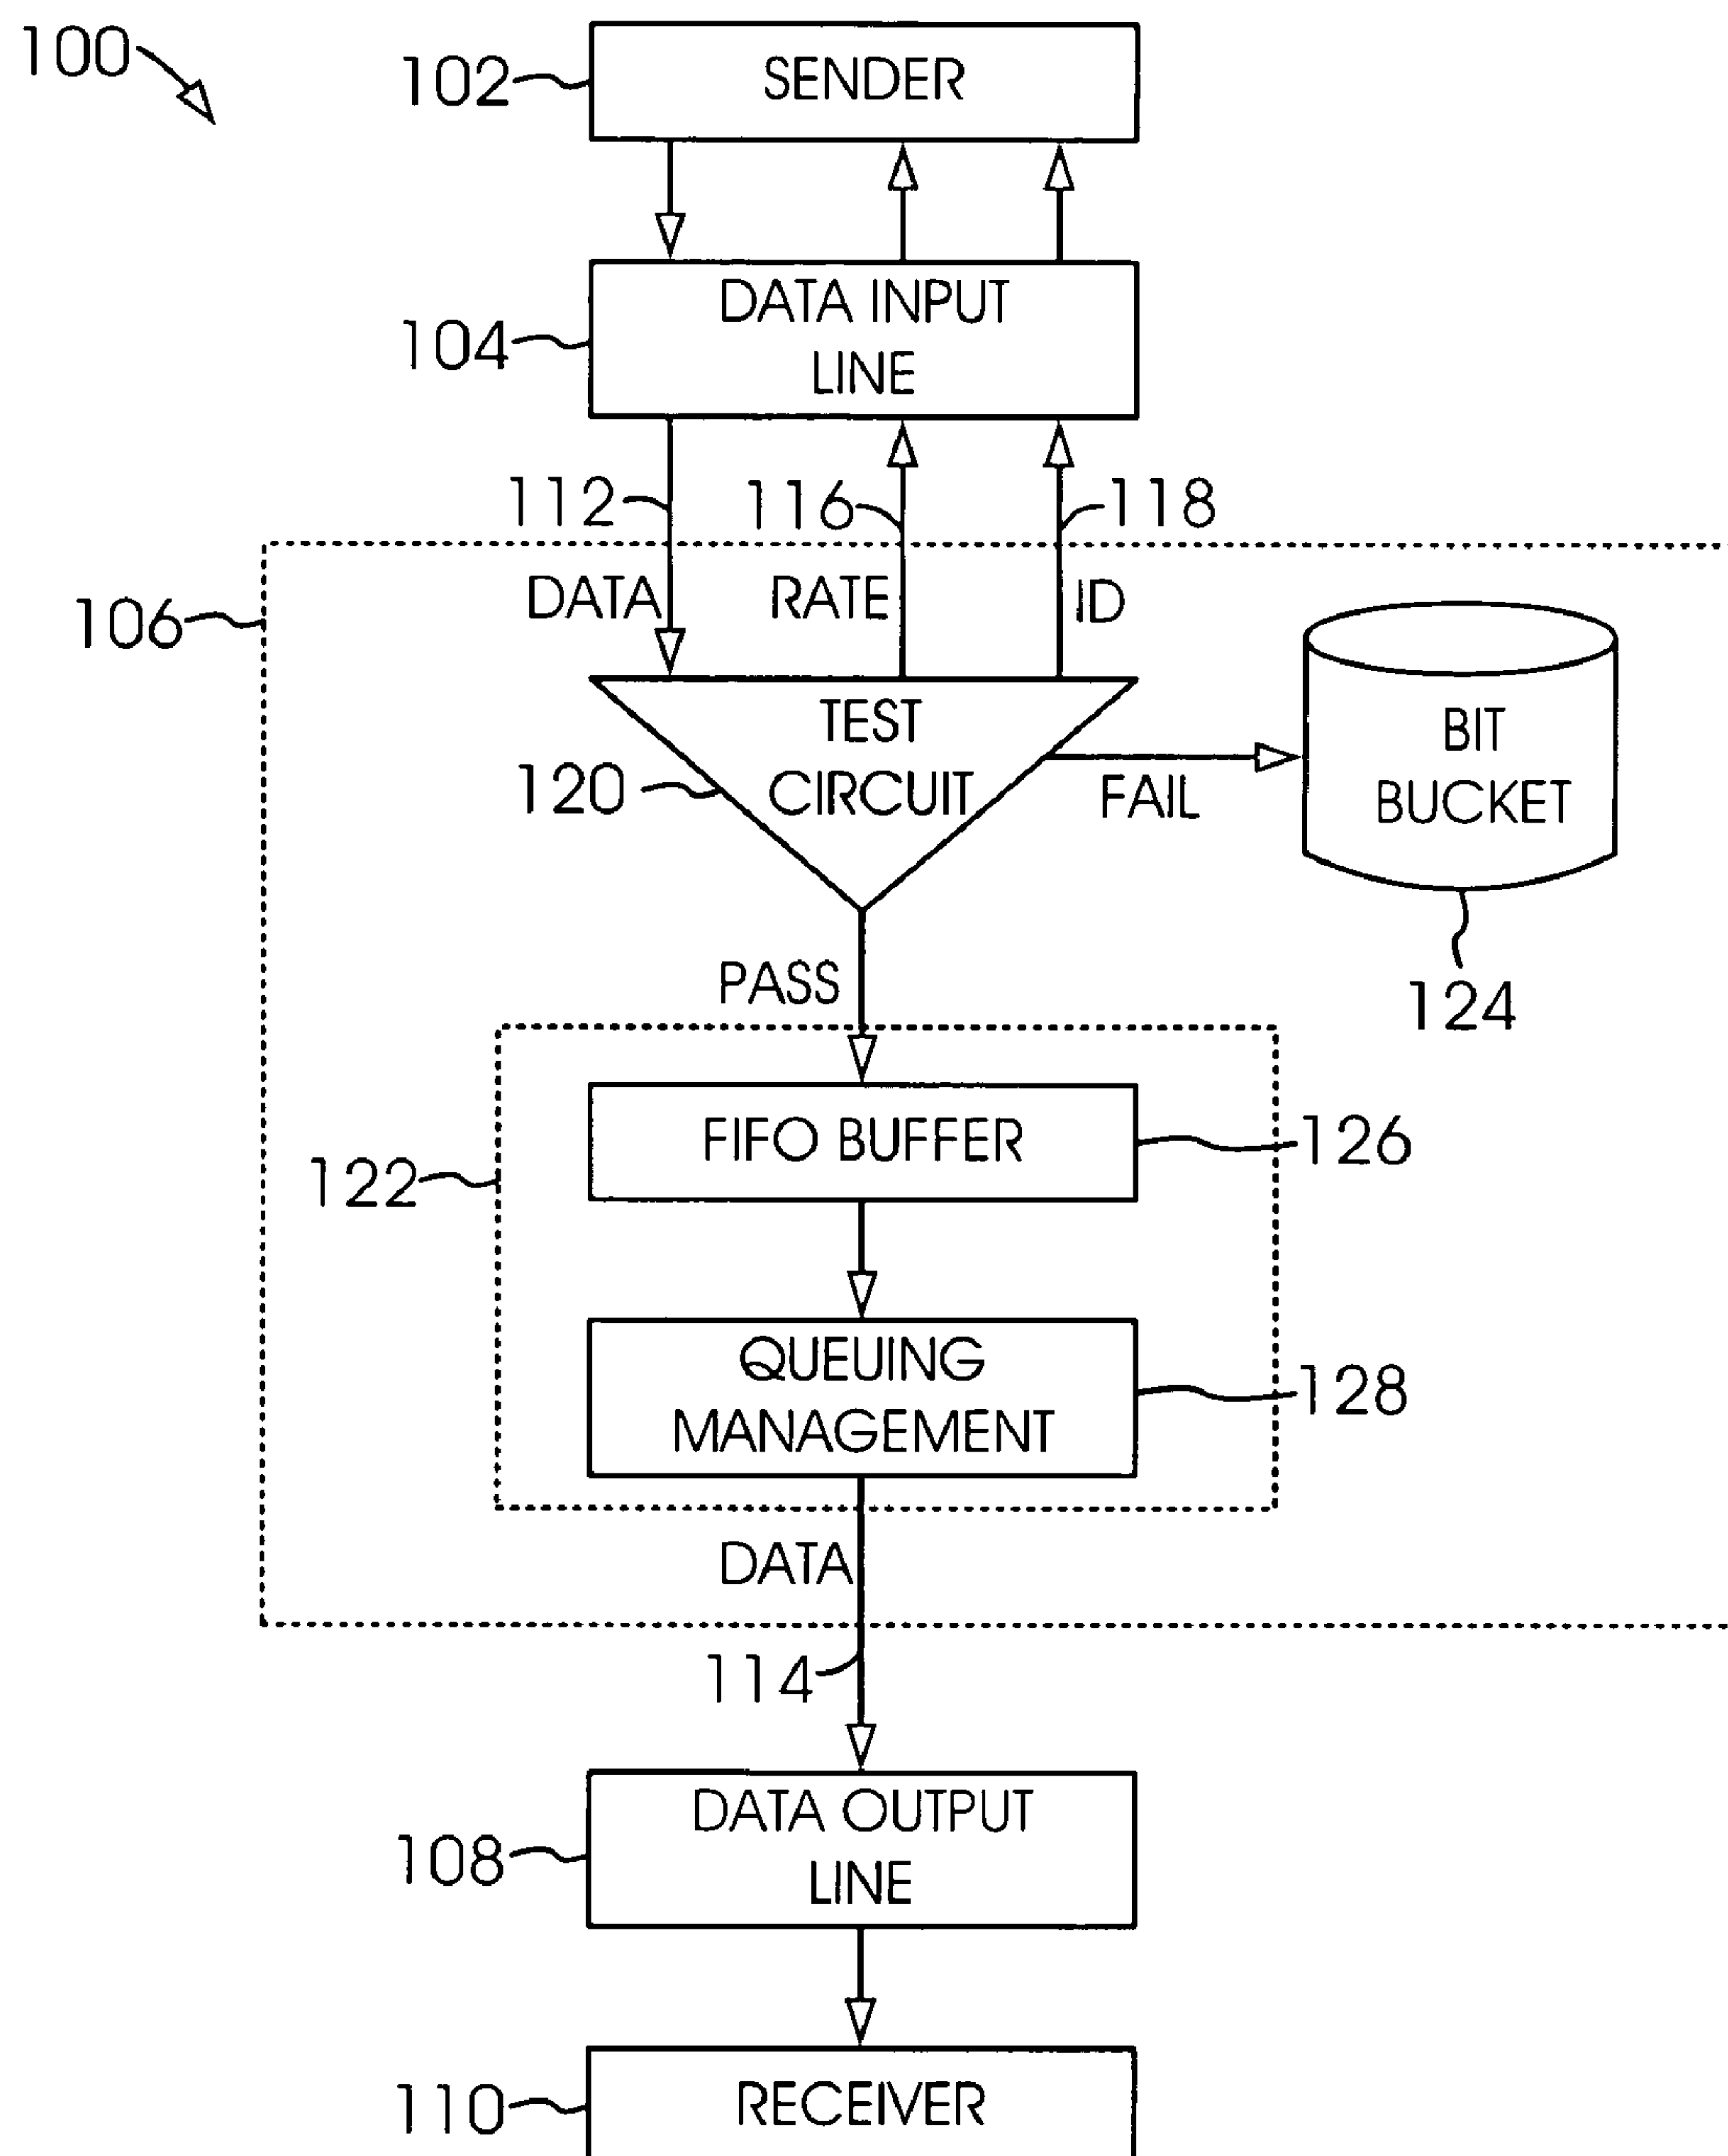 100
102
SENDER
104
DATA INPUT
LINE
112
116
118
106
DATA
RATE
ID
120
TEST
CIRCUIT
FAIL
BIT
BUCKET
124
PASS
122
FIFO BUFFER
126
QUEUING
MANAGEMENT
128
DATA
114
108
DATA OUTPUT
LINE
110
RECEIVER